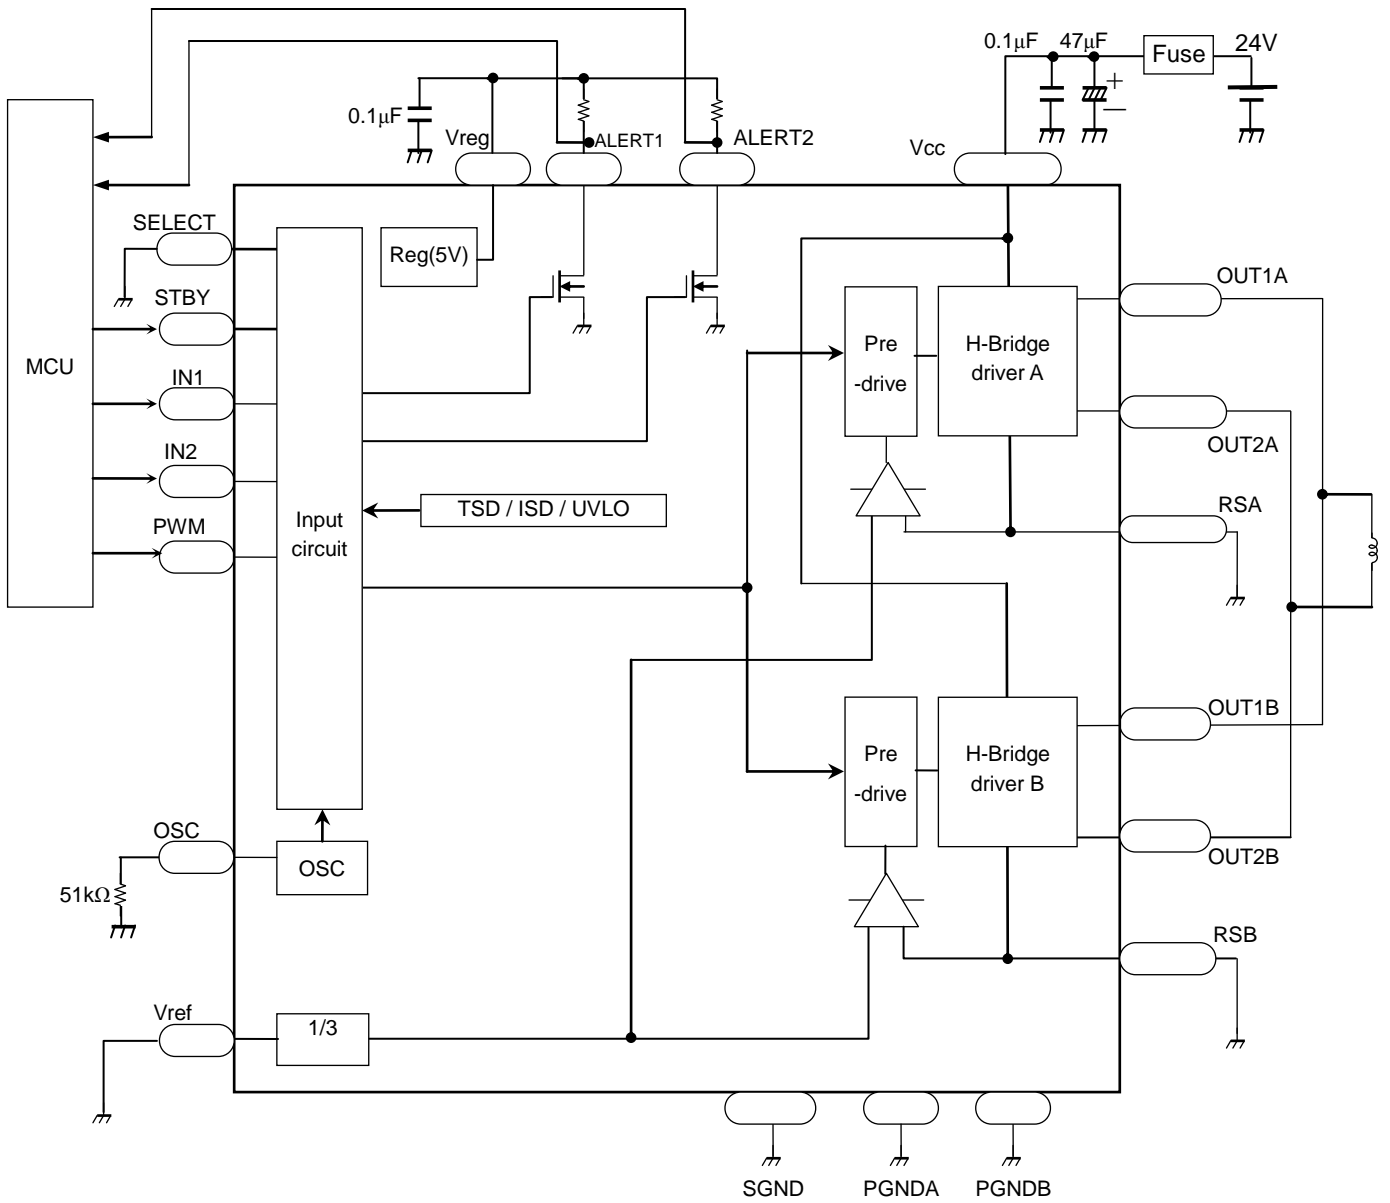 0.1μF 47μF
Fuse
24V
0.1μF
Vreg
ALERT1
ALERT2
Vcc
SELECT
Reg(5V)
OUT1A
STBY
Pre
-drive
H-Bridge
driver A
MCU
IN1
OUT2A
IN2
TSD / ISD / UVLO
RSA
PWM
Input
circuit
OUT1B
Pre
-drive
H-Bridge
driver B
OSC
OSC
OUT2B
51kΩ
RSB
Vref
1/3
SGND
PGNDA
PGNDB
+
—